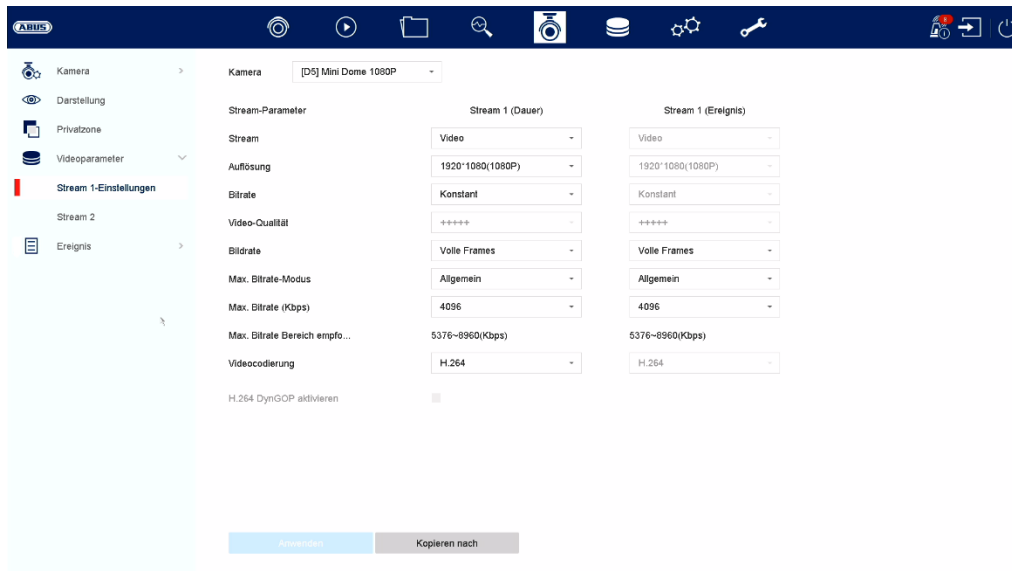 ABUS
6
Kamera
Darstellung
Privatzone
Videoparameter
Stream 1-Einstellungen
Stream 2
Ereignis
Kamera [D5] Mini Dome 1080P
Stream-Parameter Stream 1 (Dauer) Stream 1 (Ereignis)
Stream Video Video
Auflösung 1920*1080(1080P) 1920*1080(1080P)
Bitrate Konstant Konstant
Video-Qualität +++++ +++++
Bildrate Volle Frames Volle Frames
Max. Bitrate-Modus Allgemein Allgemein
Max. Bitrate (Kbps) 4096 4096
Max. Bitrate Bereich empfo... 5376~8960(Kbps) 5376~8960(Kbps)
Videocodierung H.264 H.264
H.264 DynGOP aktivieren
Anwenden Kopieren nach